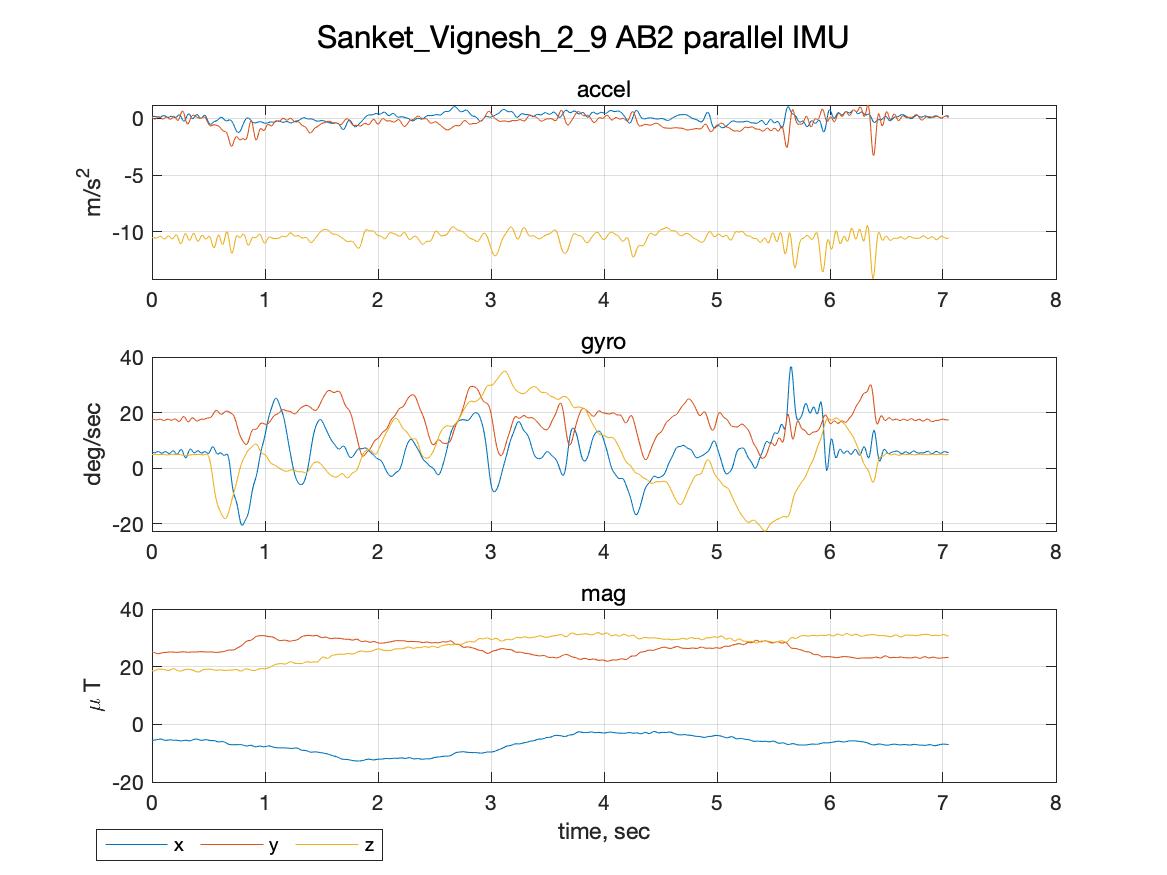 Sanket_Vignesh_2_9 AB2 parallel IMU
accel
0
-5
-10
m/s²
0 1 2 3 4 5 6 7 8
gyro
40
20
0
-20
deg/sec
0 1 2 3 4 5 6 7 8
mag
40
20
0
-20
μ T
0 1 2 3 4 5 6 7 8
time, sec
x y z